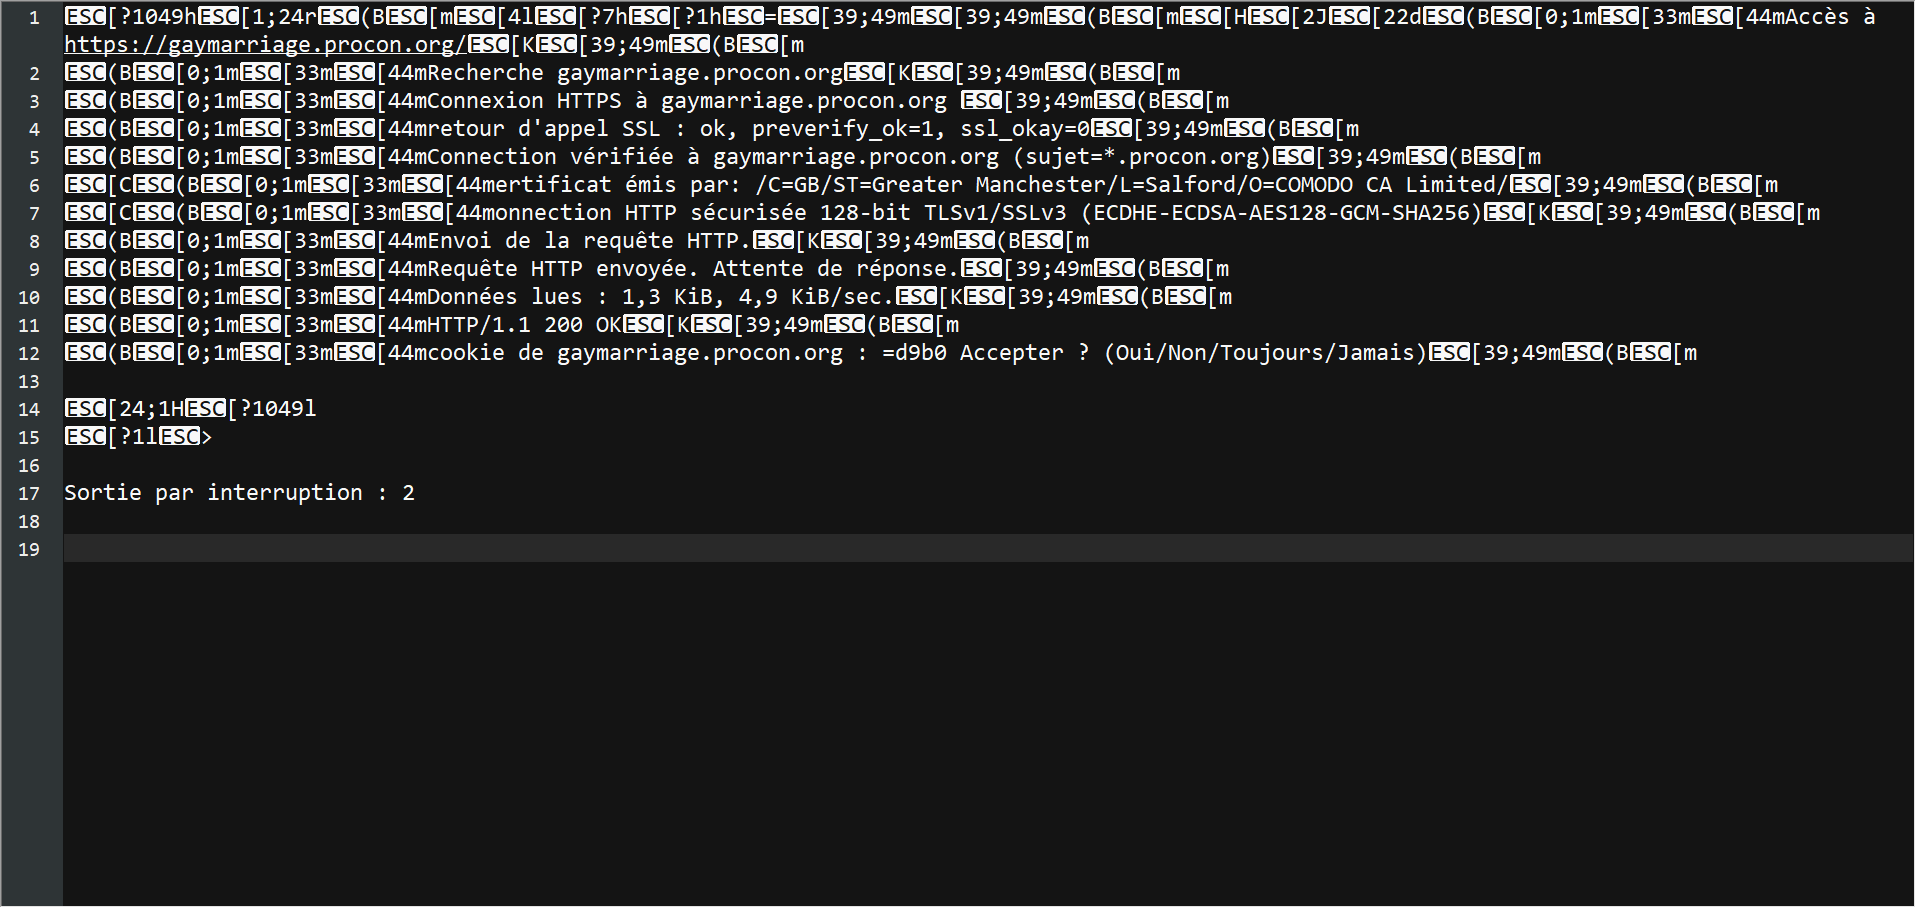 1 ESC[?1049hESC[1;24rESC(BESC[mESC[4lESC[?7hESC[?1hESC=ESC[39;49mESC[39;49mESC(BESC[mESC[HESC[2JESC[22dESC(BESC[0;1mESC[33mESC[44mAccès à
https://gaymarriage.procon.org/ESC[KESC[39;49mESC(BESC[m
2 ESC(BESC[0;1mESC[33mESC[44mRecherche gaymarriage.procon.orgESC[KESC[39;49mESC(BESC[m
3 ESC(BESC[0;1mESC[33mESC[44mConnexion HTTPS à gaymarriage.procon.org ESC[39;49mESC(BESC[m
4 ESC(BESC[0;1mESC[33mESC[44mretour d'appel SSL : ok, preverify_ok=1, ssl_okay=0ESC[39;49mESC(BESC[m
5 ESC(BESC[0;1mESC[33mESC[44mConnection vérifiée à gaymarriage.procon.org (sujet=*.procon.org)ESC[39;49mESC(BESC[m
6 ESC[CESC(BESC[0;1mESC[33mESC[44mertificat émis par: /C=GB/ST=Greater Manchester/L=Salford/O=COMODO CA Limited/ESC[39;49mESC(BESC[m
7 ESC[CESC(BESC[0;1mESC[33mESC[44monnection HTTP sécurisée 128-bit TLSv1/SSLv3 (ECDHE-ECDSA-AES128-GCM-SHA256)ESC[KESC[39;49mESC(BESC[m
8 ESC(BESC[0;1mESC[33mESC[44mEnvoi de la requête HTTP.ESC[KESC[39;49mESC(BESC[m
9 ESC(BESC[0;1mESC[33mESC[44mRequête HTTP envoyée. Attente de réponse.ESC[39;49mESC(BESC[m
10 ESC(BESC[0;1mESC[33mESC[44mDonnées lues : 1,3 KiB, 4,9 KiB/sec.ESC[KESC[39;49mESC(BESC[m
11 ESC(BESC[0;1mESC[33mESC[44mHTTP/1.1 200 OKESC[KESC[39;49mESC(BESC[m
12 ESC(BESC[0;1mESC[33mESC[44mcookie de gaymarriage.procon.org : =d9b0 Accepter ? (Oui/Non/Toujours/Jamais)ESC[39;49mESC(BESC[m
13
14 ESC[24;1HESC[?1049l
15 ESC[?1lESC>
16
17 Sortie par interruption : 2
18
19